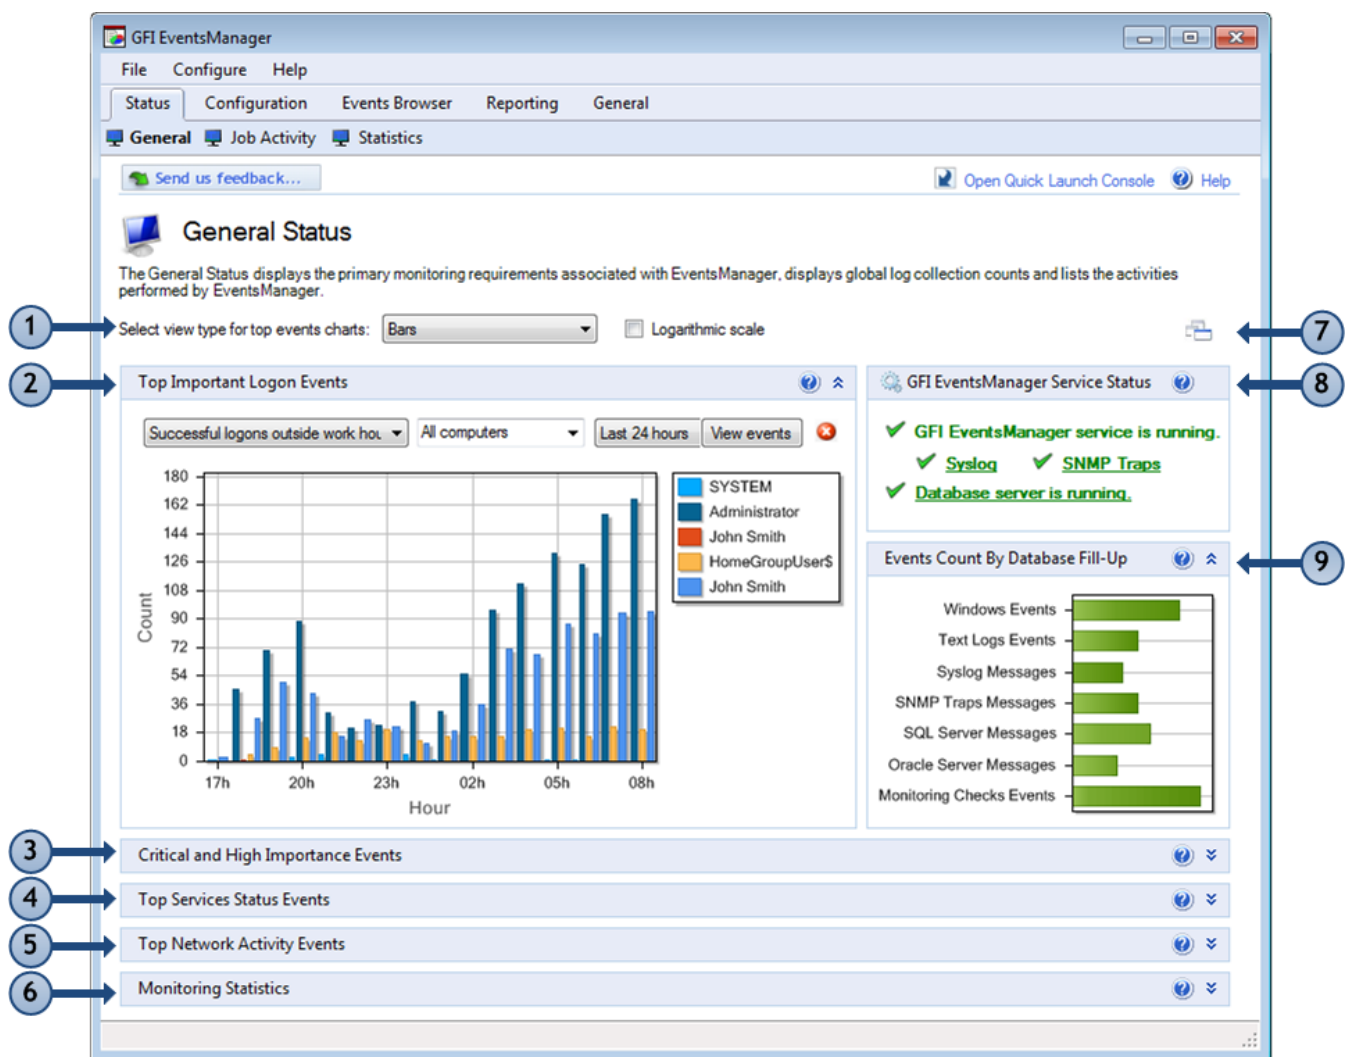 GFI EventsManager
File Configure Help
Status Configuration Events Browser Reporting General
General Job Activity Statistics
Send us feedback... Open Quick Launch Console Help
General Status
The General Status displays the primary monitoring requirements associated with EventsManager, displays global log collection counts and lists the activities
performed by EventsManager.
1 Select view type for top events charts: Bars Logarithmic scale 7
2 Top Important Logon Events
GFI EventsManager Service Status 8
Successful logons outside work hou All computers Last 24 hours View events
GFI EventsManager service is running.
Syslog SNMP Traps
Database server is running.
180
162
144
126
108
90
72
54
36
18
0
Count
17h 20h 23h 02h 05h 08h
Hour
SYSTEM
Administrator
John Smith
HomeGroupUser$
John Smith
Events Count By Database Fill-Up 9
Windows Events
Text Logs Events
Syslog Messages
SNMP Traps Messages
SQL Server Messages
Oracle Server Messages
Monitoring Checks Events
3 Critical and High Importance Events
4 Top Services Status Events
5 Top Network Activity Events
6 Monitoring Statistics